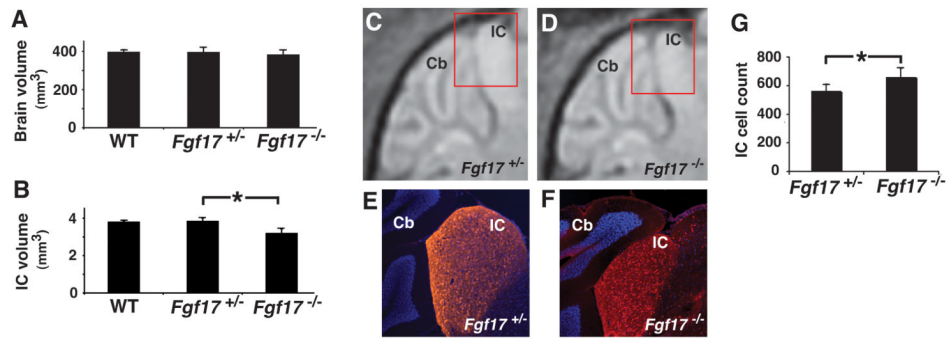 A
Brain volume
(mm³)
400
200
0
WT
Fgf17 +/-
Fgf17 -/-
B
IC volume
(mm³)
4
2
0
*
WT
Fgf17 +/-
Fgf17 -/-
C
IC
Cb
Fgf17 +/-
D
IC
Cb
Fgf17 -/-
E
Cb
IC
Fgf17 +/-
F
Cb
IC
Fgf17 -/-
G
IC cell count
800
600
400
200
0
*
Fgf17 +/-
Fgf17 -/-